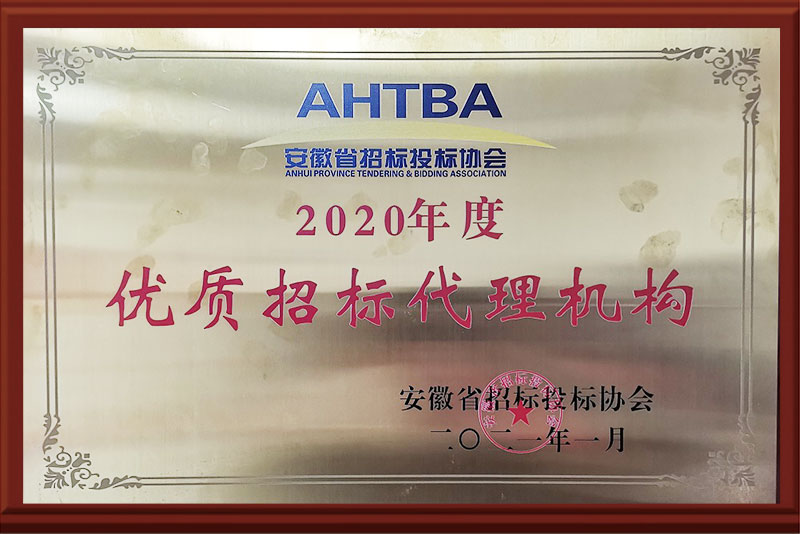 AHTBA
安徽省招标投标协会
ANHUI PROVINCE TENDERING & BIDDING ASSOCIATION
2020年度
优质招标代理机构
安徽省招标投标协会
二〇二一年一月